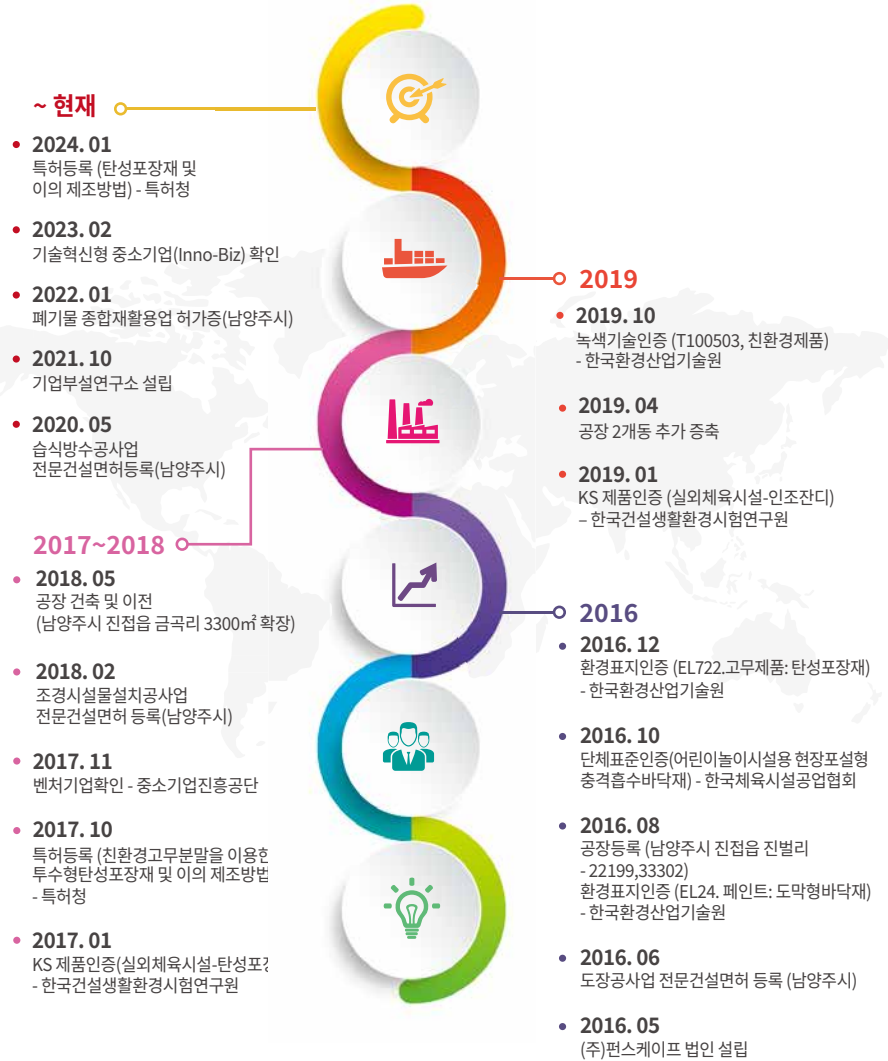 ~ 현재
2024. 01
특허등록 (탄성포장재 및
이의 제조방법) - 특허청
2023. 02
기술혁신형 중소기업(Inno-Biz) 확인
2022. 01
폐기물 종합재활용업 허가증(남양주시)
2021. 10
기업부설연구소 설립
2020. 05
습식방수공사업
전문건설면허등록(남양주시)
2019
2019. 10
녹색기술인증 (T100503, 친환경제품)
- 한국환경산업기술원
2019. 04
공장 2개동 추가 증축
2019. 01
KS 제품인증 (실외체육시설-인조잔디)
– 한국건설생활환경시험연구원
2017~2018
2018. 05
공장 건축 및 이전
(남양주시 진접읍 금곡리 3300㎡ 확장)
2018. 02
조경시설물설치공사업
전문건설면허 등록(남양주시)
2017. 11
벤처기업확인 - 중소기업진흥공단
2017. 10
특허등록 (친환경고무분말을 이용한
투수형탄성포장재 및 이의 제조방법
- 특허청
2017. 01
KS 제품인증(실외체육시설-탄성포장
- 한국건설생활환경시험연구원
2016
2016. 12
환경표지인증 (EL722.고무제품: 탄성포장재)
- 한국환경산업기술원
2016. 10
단체표준인증(어린이놀이시설용 현장포설형
충격흡수바닥재) - 한국체육시설공업협회
2016. 08
공장등록 (남양주시 진접읍 진벌리
- 22199,33302)
환경표지인증 (EL24. 페인트: 도막형바닥재)
- 한국환경산업기술원
2016. 06
도장공사업 전문건설면허 등록 (남양주시)
2016. 05
(주)펀스케이프 법인 설립